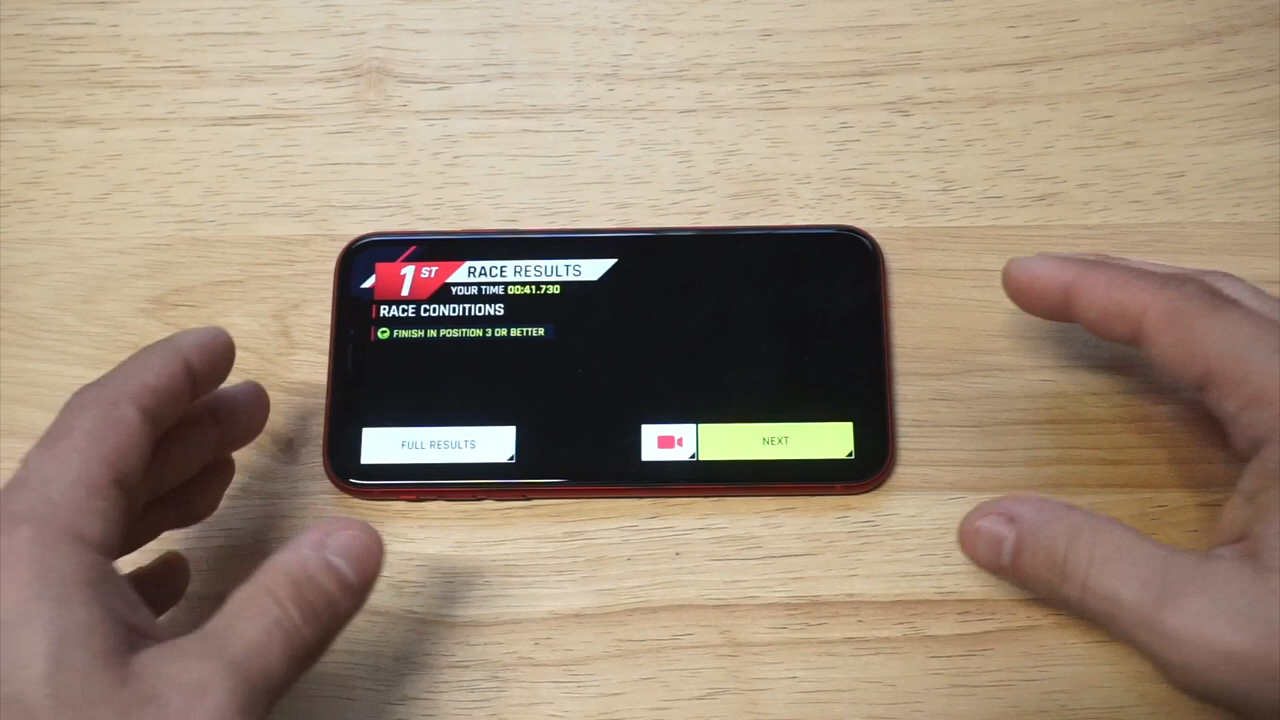 1ST
RACE RESULTS
YOUR TIME 00:41.730
RACE CONDITIONS
FINISH IN POSITION 3 OR BETTER
FULL RESULTS
NEXT